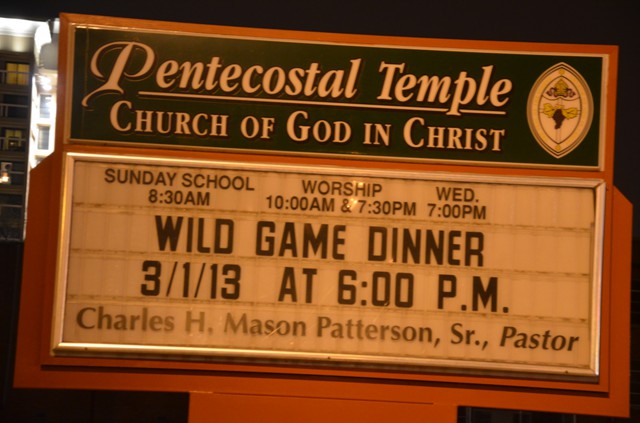 Pentecostal Temple
CHURCH OF GOD IN CHRIST
SUNDAY SCHOOL WORSHIP WED.
8:30AM 10:00AM & 7:30PM 7:00PM
WILD GAME DINNER
3/1/13 AT 6:00 P.M.
Charles H. Mason Patterson, Sr., Pastor